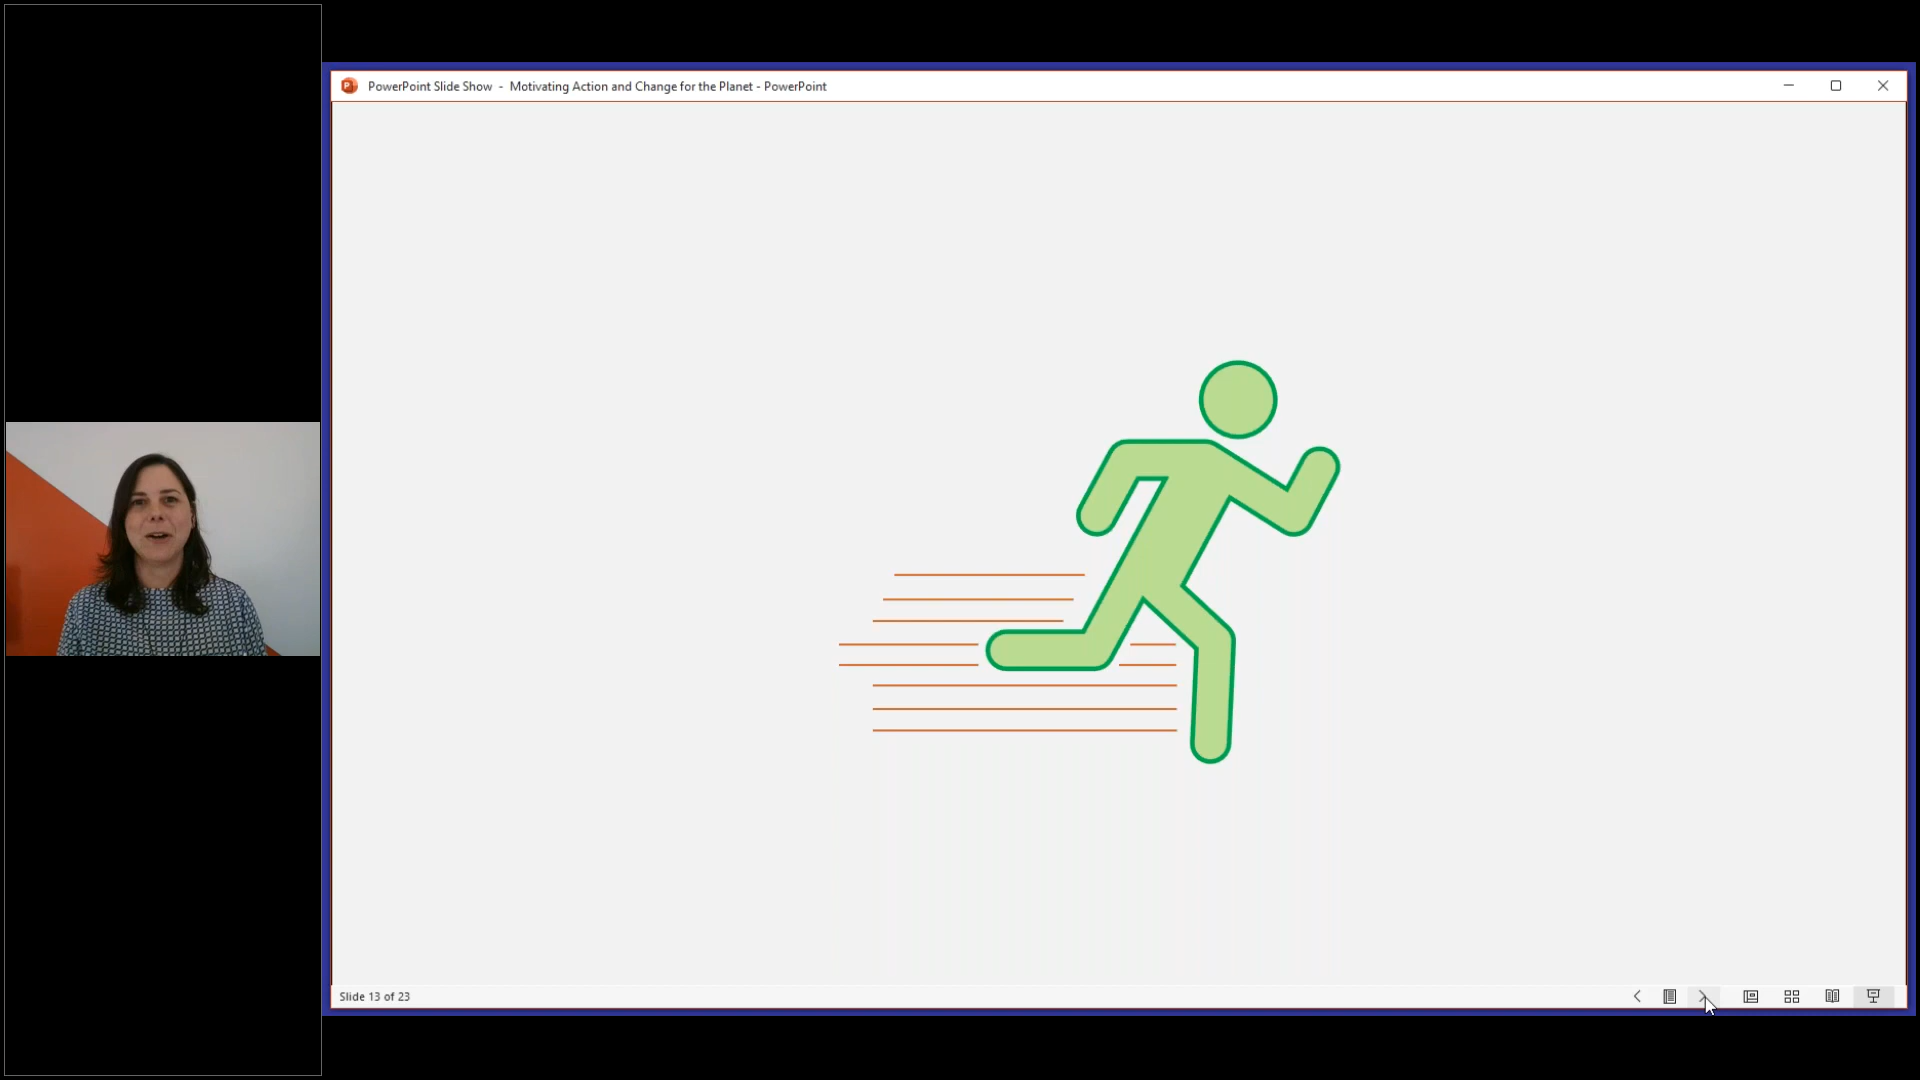 PowerPoint Slide Show - Motivating Action and Change for the Planet - PowerPoint
Slide 13 of 23